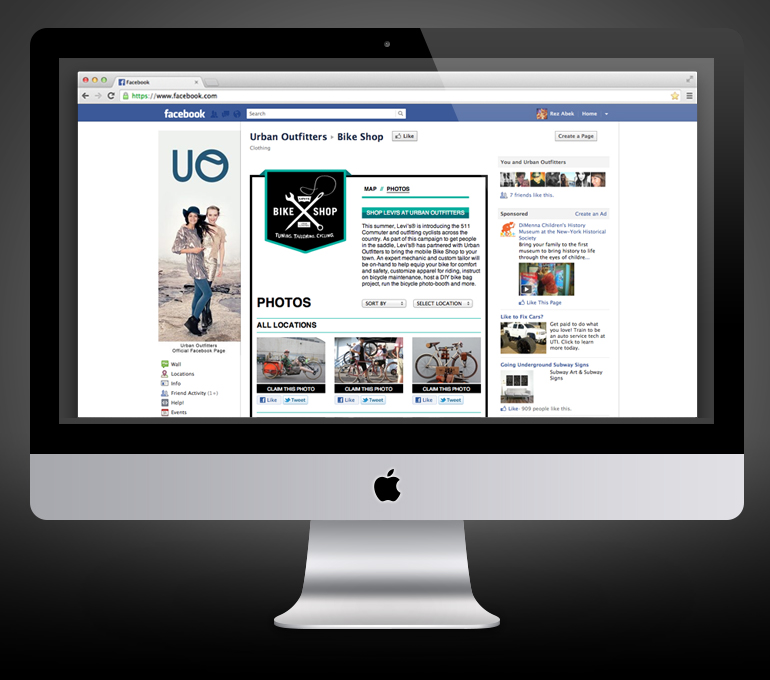 Facebook
https://www.facebook.com
facebook
Search
Rez Abek
Home
Urban Outfitters
Bike Shop
Like
Create a Page
Clothing
UO
Urban Outfitters
Official Facebook Page
Wall
Locations
Info
Friend Activity (1+)
Help!
Events
BIKE SHOP
TUNING. TAILORING. CYCLING.
MAP // PHOTOS
SHOP LEVIS AT URBAN OUTFITTERS
This summer, Levi's® is introducing the 511
Commuter and outfitting cyclists across the
country. As part of this campaign to get people
in the saddle, Levi's® has partnered with Urban
Outfitters to bring the mobile Bike Shop to your
town. An expert mechanic and custom tailor will
be on-hand to help equip your bike for comfort
and safety, customize apparel for riding, instruct
on bicycle maintenance, host a DIY bike bag
project, run the bicycle photo-booth and more.
PHOTOS
SORT BY
SELECT LOCATION
ALL LOCATIONS
CLAIM THIS PHOTO
CLAIM THIS PHOTO
CLAIM THIS PHOTO
Like Tweet
Like Tweet
Like Tweet
You and Urban Outfitters
7 friends like this.
Sponsored
Create an Ad
DiMenna Children's History
Museum at the New-York Historical
Society
Bring your family to the first
museum to bring history to life
through the eyes of childre...
Like This Page
Like to Fix Cars?
Get paid to do what
you love! Train to be
an auto service tech at
UTI. Click to learn
more today.
Going Underground Subway Signs
Subway Art & Subway
Signs
Like · 909 people like this.